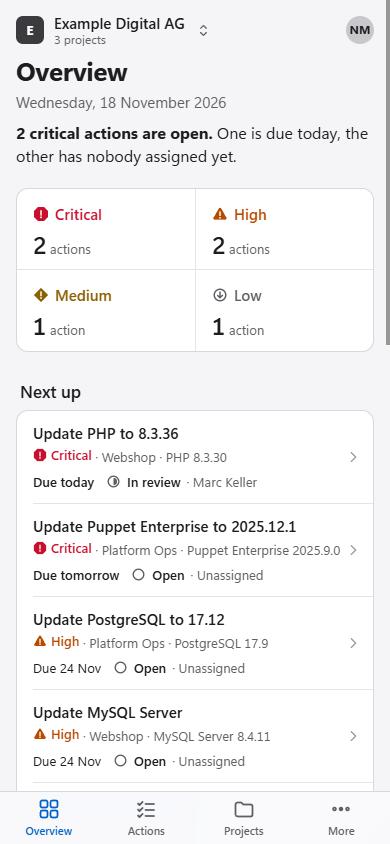 E
Example Digital AG
3 projects
NM
Overview
Wednesday, 18 November 2026
2 critical actions are open. One is due today, the
other has nobody assigned yet.
Critical
2 actions
High
2 actions
Medium
1 action
Low
1 action
Next up
Update PHP to 8.3.36
Critical · Webshop · PHP 8.3.30
Due today In review · Marc Keller
Update Puppet Enterprise to 2025.12.1
Critical · Platform Ops · Puppet Enterprise 2025.9.0
Due tomorrow Open · Unassigned
Update PostgreSQL to 17.12
High · Platform Ops · PostgreSQL 17.9
Due 24 Nov Open · Unassigned
Update MySQL Server
High · Webshop · MySQL Server 8.4.11
Due 24 Nov Open · Unassigned
Overview
Actions
Projects
More